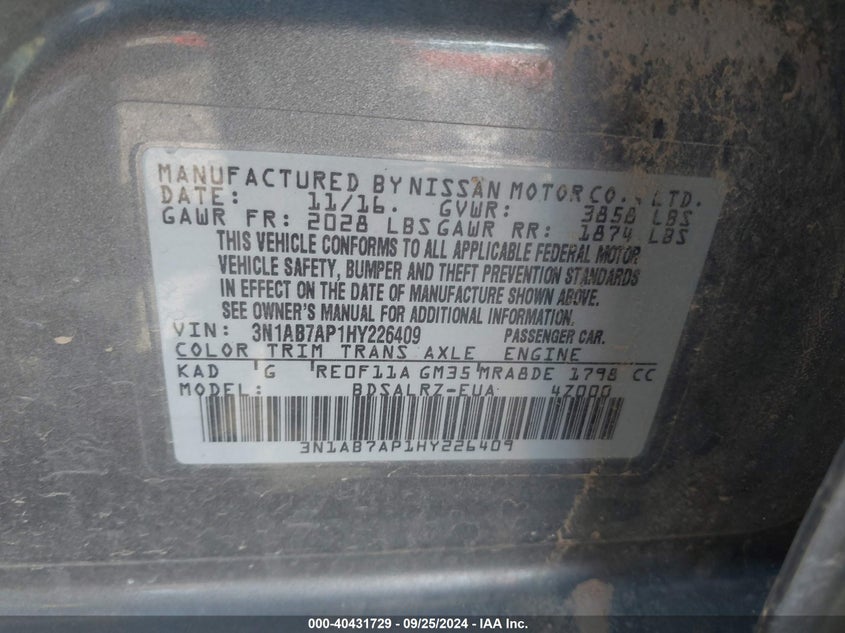 MANUFACTURED BY NISSAN MOTOR CO., LTD.
DATE: 11/16. GVWR: 3858 LBS
GAWR FR: 2028 LBS GAWR RR: 1874 LBS
THIS VEHICLE CONFORMS TO ALL APPLICABLE FEDERAL MOTOR
VEHICLE SAFETY, BUMPER AND THEFT PREVENTION STANDARDS
IN EFFECT ON THE DATE OF MANUFACTURE SHOWN ABOVE.
SEE OWNER'S MANUAL FOR ADDITIONAL INFORMATION.
VIN: 3N1AB7AP1HY226409 PASSENGER CAR.
COLOR TRIM TRANS AXLE ENGINE
KAD G RE0F11A GM35 MRA8DE 1798 CC
MODEL: BDSALRZ-EUA 4Z000
3N1AB7AP1HY226409
000-40431729 - 09/25/2024 - IAA Inc.